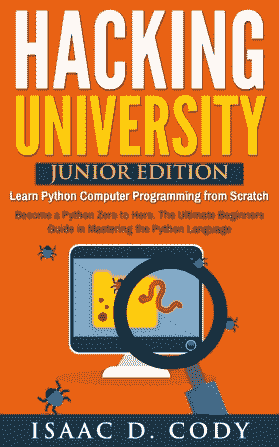 HACKING
UNIVERSITY
JUNIOR EDITION
Learn Python Computer Programming from Scratch
Become a Python Zero to Hero. The Ultimate Beginners
Guide in Mastering the Python Language
ISAAC D. CODY